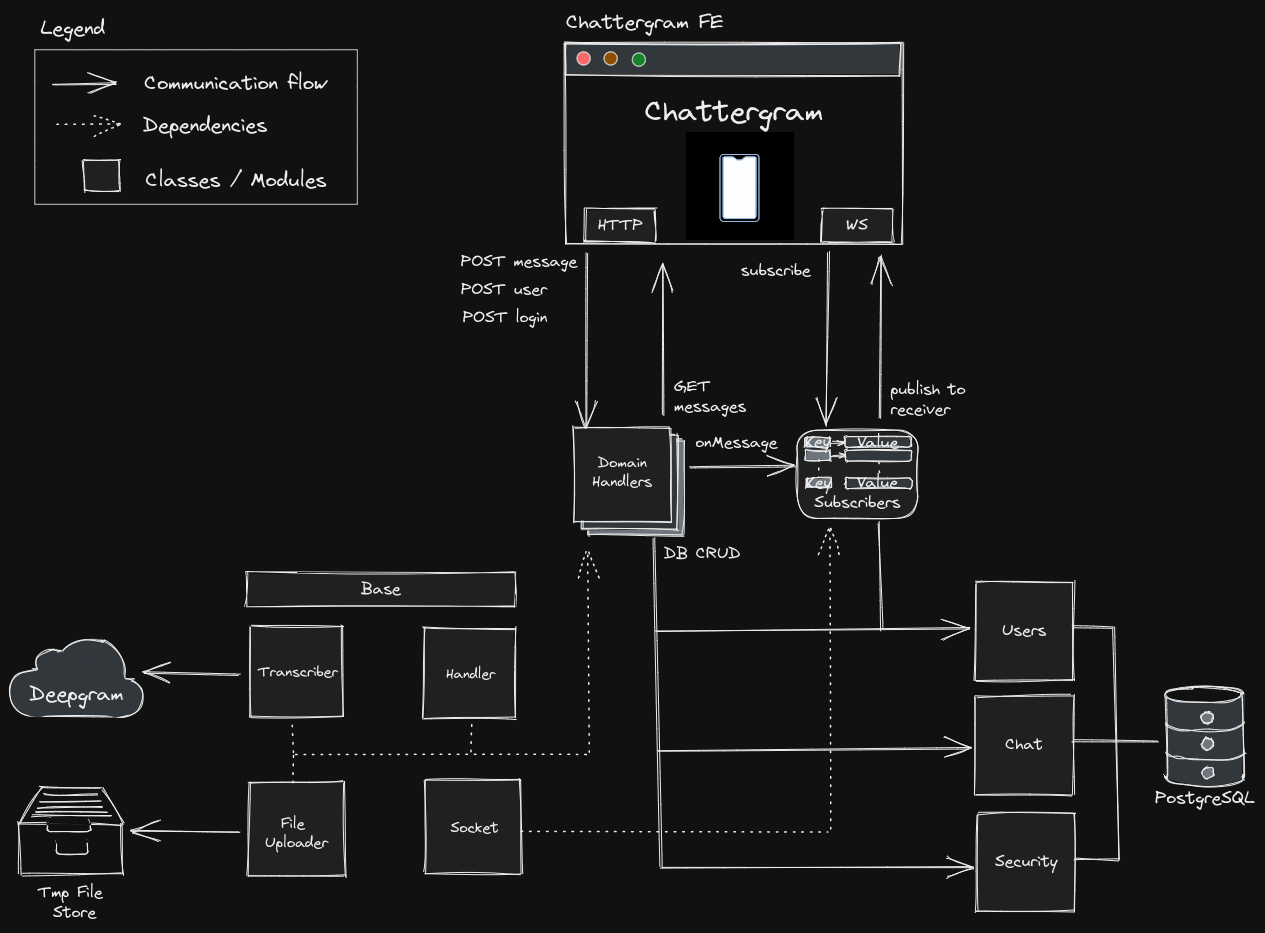 Legend
Communication flow
Dependencies
Classes / Modules
Chattergram FE
Chattergram
HTTP
WS
POST message
POST user
POST login
subscribe
GET
messages
publish to
receiver
onMessage
Domain
Handlers
Key
Value
Key
Value
Subscribers
DB CRUD
Base
Transcriber
Handler
Deepgram
File
Uploader
Socket
Tmp File
Store
Users
Chat
Security
PostgreSQL